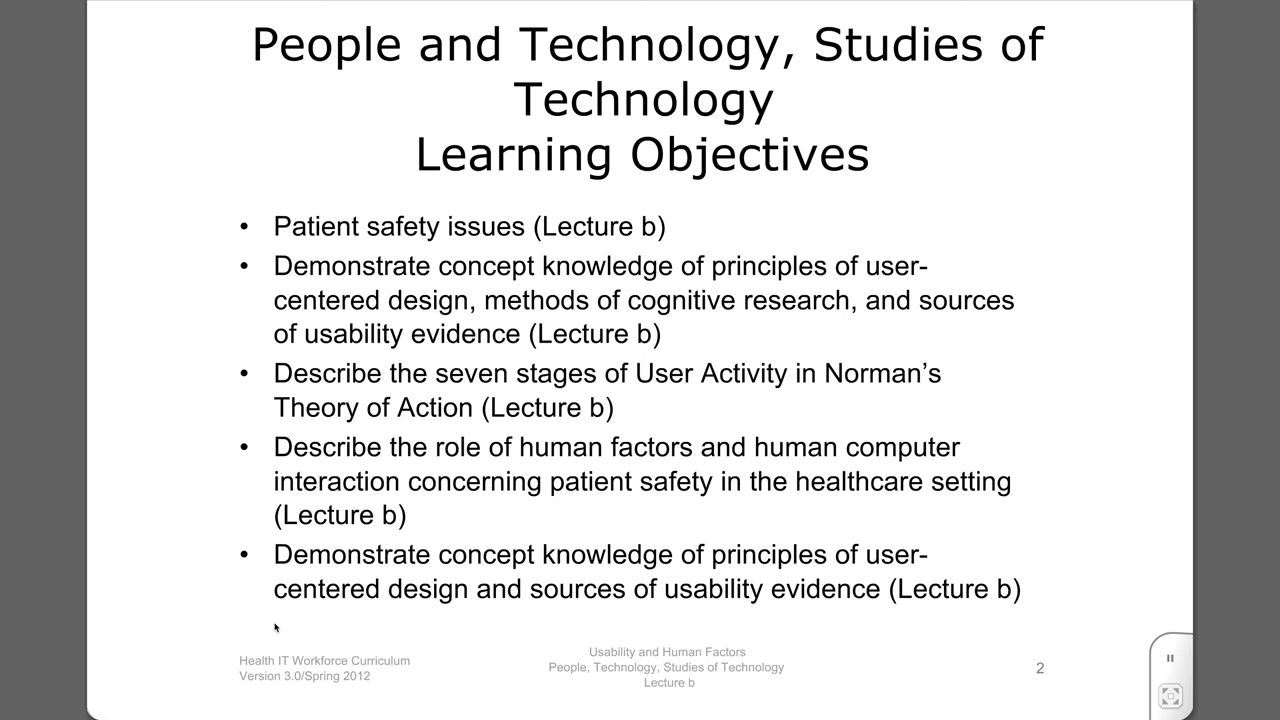 People and Technology, Studies of
Technology
Learning Objectives
• Patient safety issues (Lecture b)
• Demonstrate concept knowledge of principles of user-
centered design, methods of cognitive research, and sources
of usability evidence (Lecture b)
• Describe the seven stages of User Activity in Norman’s
Theory of Action (Lecture b)
• Describe the role of human factors and human computer
interaction concerning patient safety in the healthcare setting
(Lecture b)
• Demonstrate concept knowledge of principles of user-
centered design and sources of usability evidence (Lecture b)
Health IT Workforce Curriculum
Version 3.0/Spring 2012
Usability and Human Factors
People, Technology, Studies of Technology
Lecture b
2